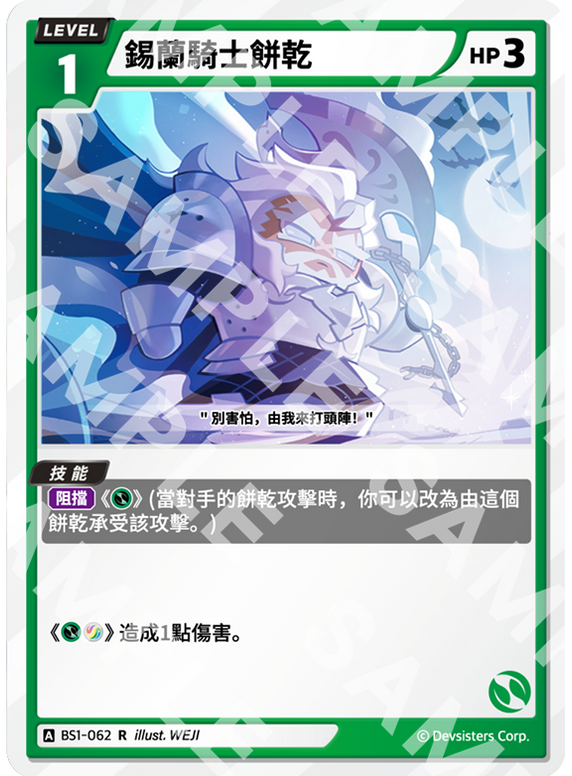 LEVEL
1
錫蘭騎士餅乾
HP 3
"別害怕，由我來打頭陣！"
技能
阻擋 《 》(當對手的餅乾攻擊時，你可以改為由這個
餅乾承受該攻擊。)
《 》造成1點傷害。
A BS1-062 R illust. WEJI
© Devsisters Corp.
SAMPLE